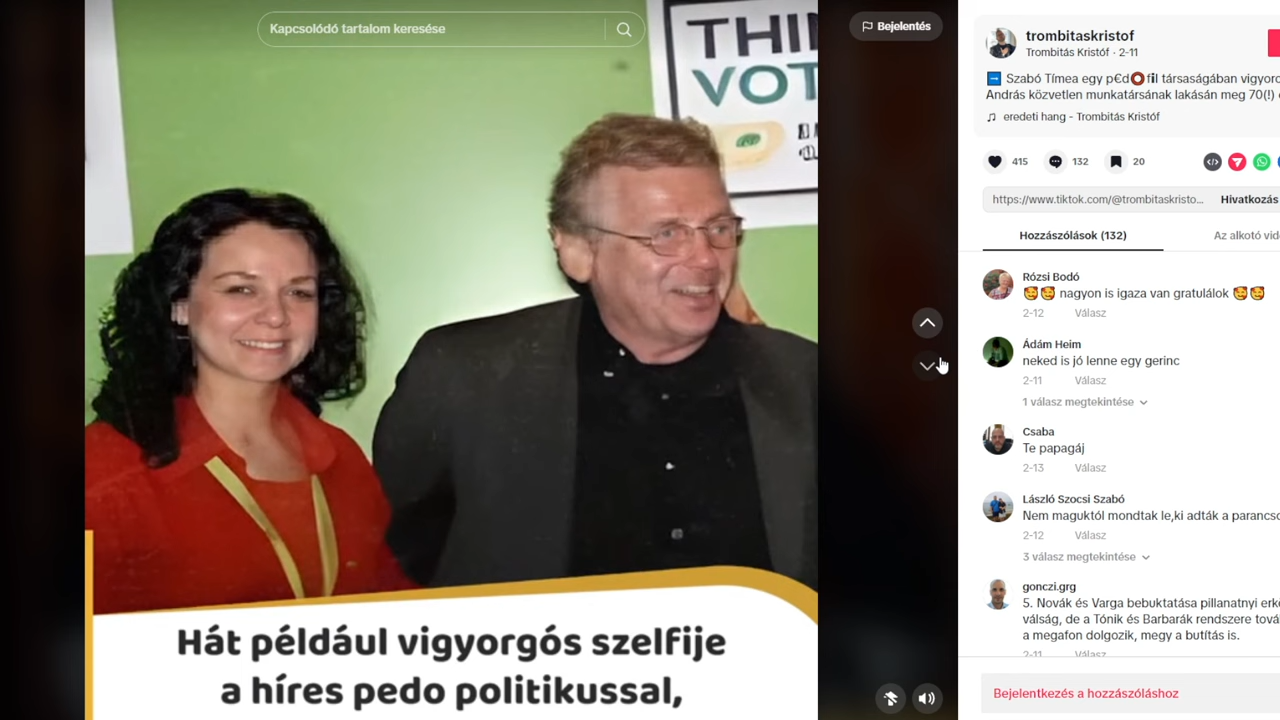 Kapcsolódó tartalom keresése
Bejelentés
THI
VOT
Hát például vigyorgós szelfije
a híres pedo politikussal,
trombitaskristof
Trombitás Kristóf · 2-11
➡️ Szabó Tímea egy p€d⭕fil társaságában vigyoro
András közvetlen munkatársának lakásán meg 70(!)
♫ eredeti hang - Trombitás Kristóf
415
132
20
https://www.tiktok.com/@trombitaskristo...
Hivatkozás
Hozzászólások (132)
Az alkotó vid
Rózsi Bodó
🥰🥰 nagyon is igaza van gratulálok 🥰🥰
2-12 Válasz
Ádám Heim
neked is jó lenne egy gerinc
2-11 Válasz
1 válasz megtekintése
Csaba
Te papagáj
2-13 Válasz
László Szocsi Szabó
Nem maguktól mondtak le,ki adták a parancso
2-12 Válasz
3 válasz megtekintése
gonczi.grg
5. Novák és Varga bebuktatása pillanatnyi erk
válság, de a Tónik és Barbarák rendszere tová
a megafon dolgozik, megy a butítás is.
2-11 Válasz
Bejelentkezés a hozzászóláshoz